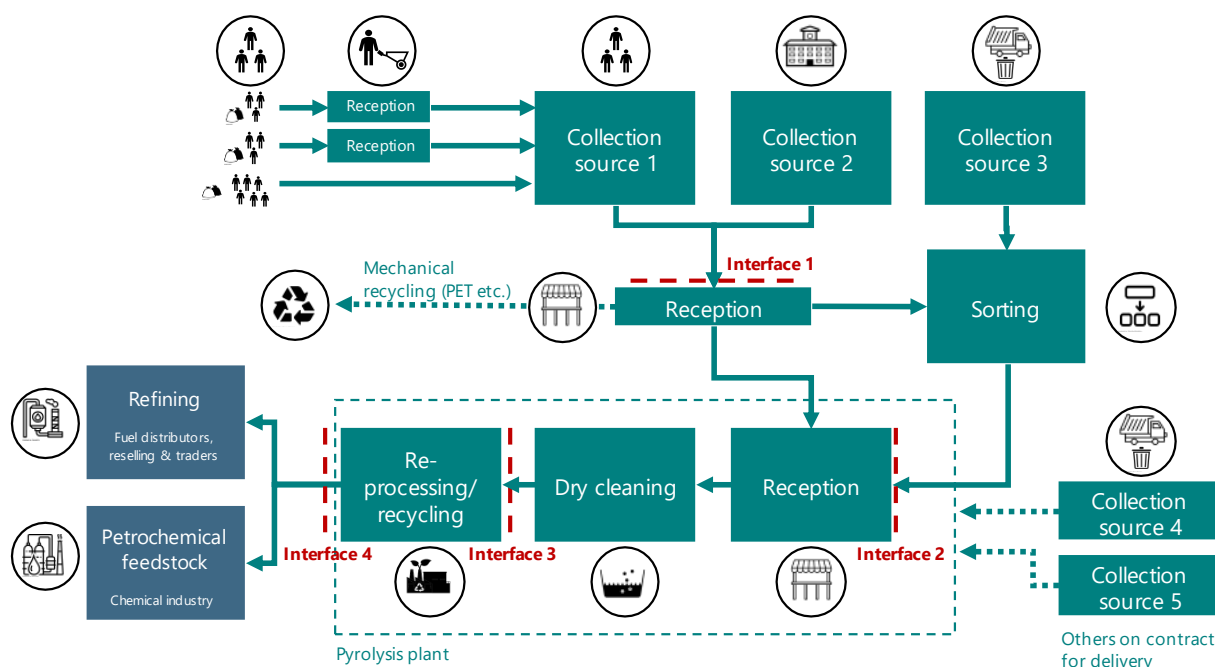 Reception
Reception
Collection
source 1
Collection
source 2
Collection
source 3
Interface 1
Mechanical
recycling (PET etc.)
Reception
Sorting
Refining
Fuel distributors,
reselling & traders
Re-
processing/
recycling
Dry cleaning
Reception
Collection
source 4
Petrochemical
feedstock
Chemical industry
Interface 4
Interface 3
Interface 2
Collection
source 5
Pyrolysis plant
Others on contract
for delivery